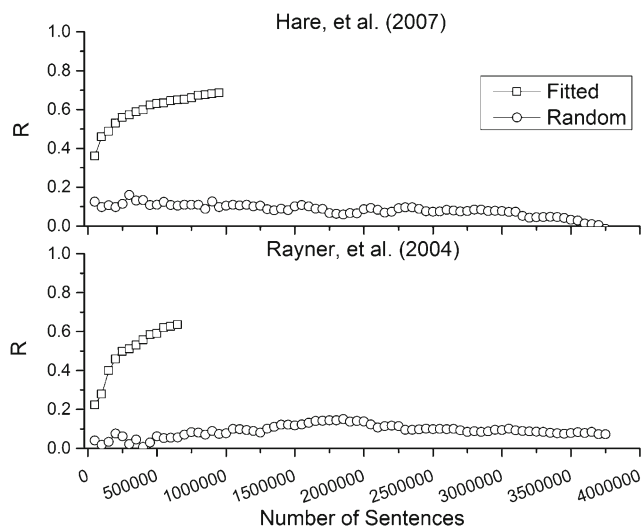 Hare, et al. (2007)
1.0
0.8
0.6
0.4
0.2
0.0
R
Fitted
Random
Rayner, et al. (2004)
1.0
0.8
0.6
0.4
0.2
0.0
R
0 500000 1000000 1500000 2000000 2500000 3000000 3500000 4000000
Number of Sentences